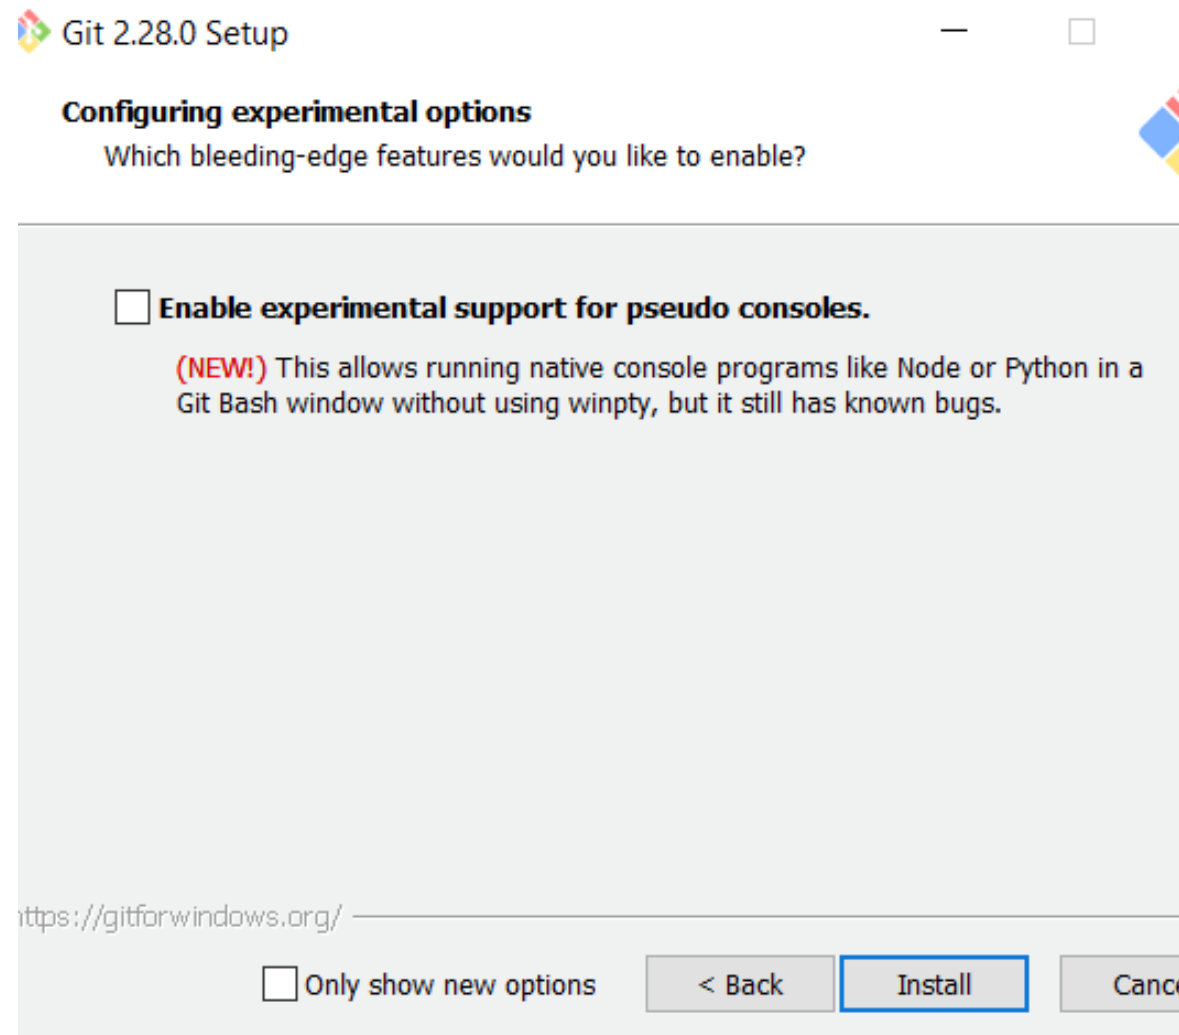 Git 2.28.0 Setup
Configuring experimental options
Which bleeding-edge features would you like to enable?
Enable experimental support for pseudo consoles.
(NEW!) This allows running native console programs like Node or Python in a
Git Bash window without using winpty, but it still has known bugs.
ttps://gitforwindows.org/
Only show new options
< Back
Install
Cance